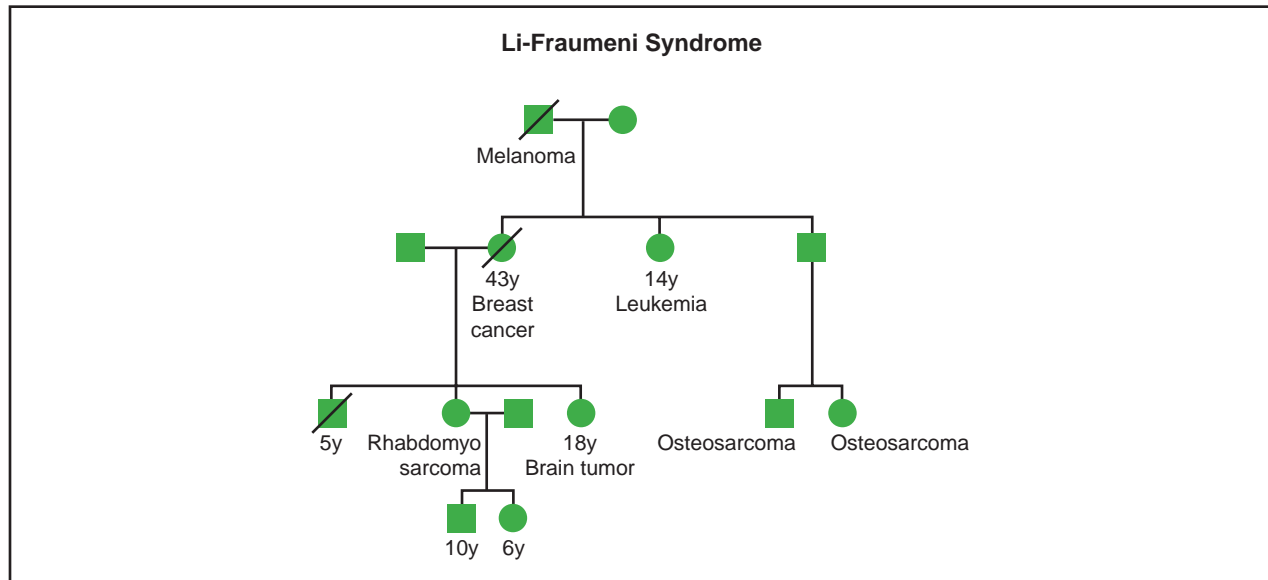 Li-Fraumeni Syndrome
Melanoma
43y
Breast
cancer
14y
Leukemia
5y
Rhabdomyo
sarcoma
18y
Brain tumor
Osteosarcoma
Osteosarcoma
10y
6y